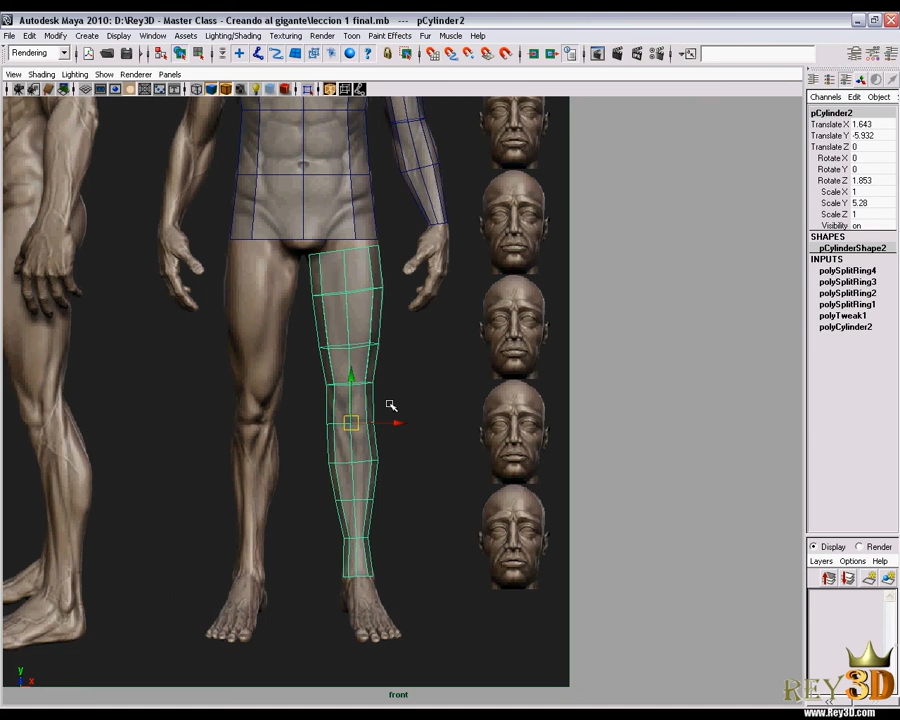 Autodesk Maya 2010: D:\Rey3D - Master Class - Creando al gigante\leccion 1 final.mb --- pCylinder2
File Edit Modify Create Display Window Assets Lighting/Shading Texturing Render Toon Paint Effects Fur Muscle Help
Rendering
View Shading Lighting Show Renderer Panels
Channels Edit Object
pCylinder2
Translate X 1.643
Translate Y -5.932
Translate Z 0
Rotate X 0
Rotate Y 0
Rotate Z 1.853
Scale X 1
Scale Y 5.28
Scale Z 1
Visibility on
SHAPES
pCylinderShape2
INPUTS
polySplitRing4
polySplitRing3
polySplitRing2
polySplitRing1
polyTweak1
polyCylinder2
Display Render
Layers Options Help
y
x
front
REY3D
www.Rey3D.com